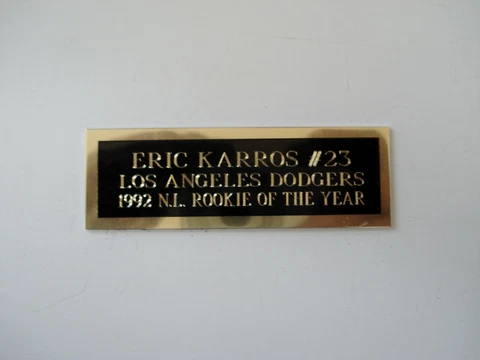 ERIC KARROS #23
LOS ANGELES DODGERS
1992 N.L. ROOKIE OF THE YEAR